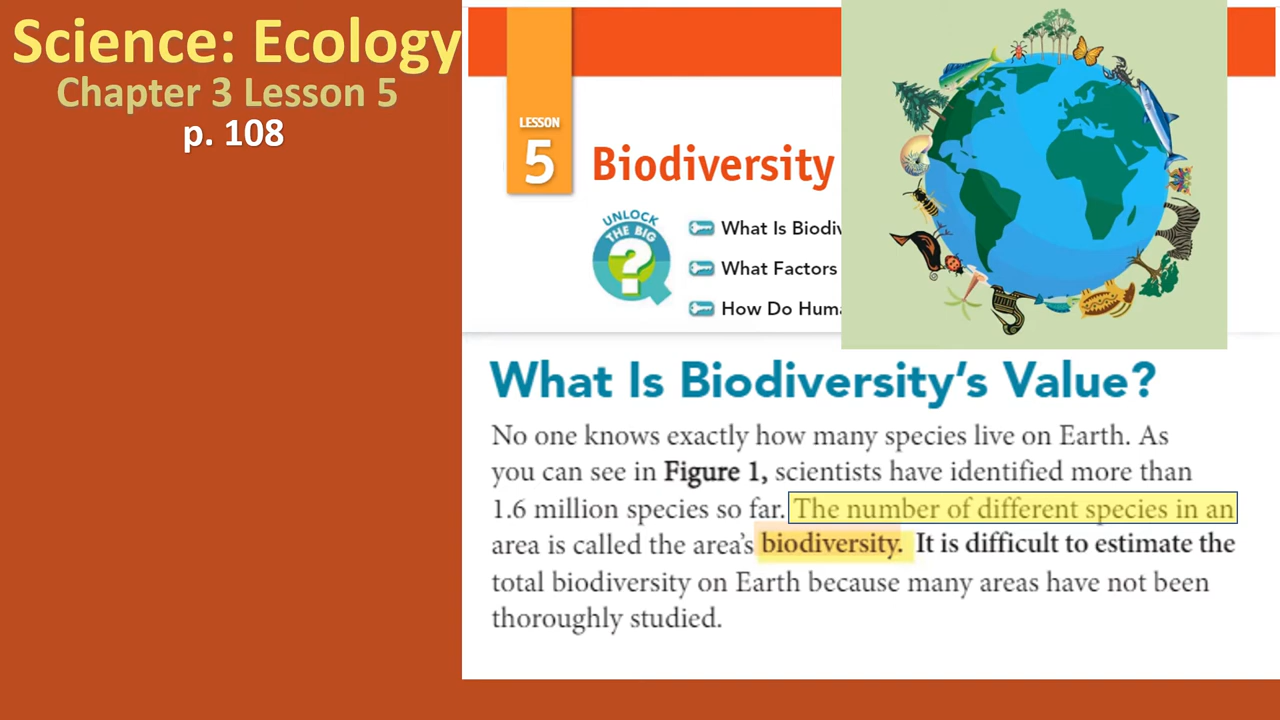 Science: Ecology
Chapter 3 Lesson 5
p. 108
LESSON
5
Biodiversity
UNLOCK
THE BIG
?
What Is
What Factors
How Do
What Is Biodiversity's Value?
No one knows exactly how many species live on Earth. As
you can see in Figure 1, scientists have identified more than
1.6 million species so far. The number of different species in an
area is called the area's biodiversity. It is difficult to estimate the
total biodiversity on Earth because many areas have not been
thoroughly studied.